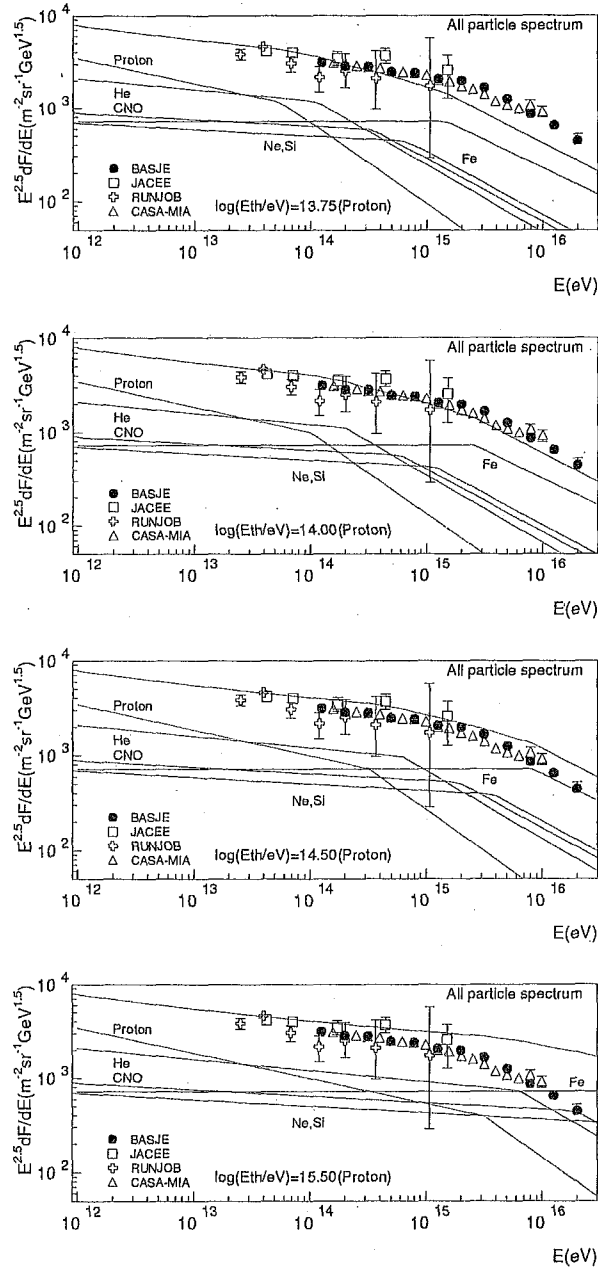 All particle spectrum
E^2.5dF/dE(m^-2sr^-1GeV^1.5)
10^4
10^3
10^2
Proton
He
CNO
Ne,Si
Fe
BASJE
JACEE
RUNJOB
CASA-MIA
log(Eth/eV)=13.75(Proton)
10^12 10^13 10^14 10^15 10^16
E(eV)
All particle spectrum
E^2.5dF/dE(m^-2sr^-1GeV^1.5)
10^4
10^3
10^2
Proton
He
CNO
Ne,Si
Fe
BASJE
JACEE
RUNJOB
CASA-MIA
log(Eth/eV)=14.00(Proton)
10^12 10^13 10^14 10^15 10^16
E(eV)
All particle spectrum
E^2.5dF/dE(m^-2sr^-1GeV^1.5)
10^4
10^3
10^2
Proton
He
CNO
Ne,Si
Fe
BASJE
JACEE
RUNJOB
CASA-MIA
log(Eth/eV)=14.50(Proton)
10^12 10^13 10^14 10^15 10^16
E(eV)
All particle spectrum
E^2.5dF/dE(m^-2sr^-1GeV^1.5)
10^4
10^3
10^2
Proton
He
CNO
Ne,Si
Fe
BASJE
JACEE
RUNJOB
CASA-MIA
log(Eth/eV)=15.50(Proton)
10^12 10^13 10^14 10^15 10^16
E(eV)